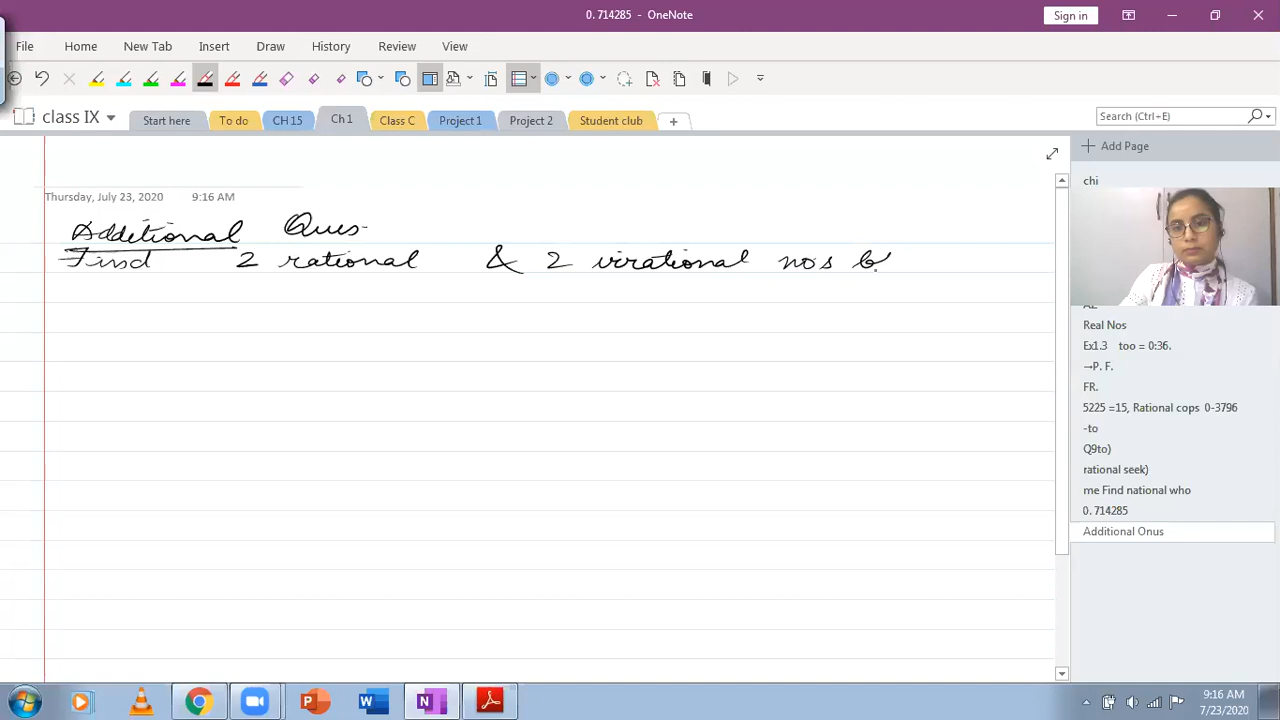 0.714285 - OneNote
Sign in
File Home New Tab Insert Draw History Review View
class IX
Start here To do CH 15 Ch 1 Class C Project 1 Project 2 Student club
Search (Ctrl+E)
Add Page
Thursday, July 23, 2020 9:16 AM
Additional Ques-
Find 2 rational & 2 irrational nos b/
chi
Real Nos
Ex1.3 too = 0:36.
→P. F.
FR.
5225 =15, Rational cops 0-3796
-to
Q9to)
rational seek)
me Find national who
0. 714285
Additional Onus
9:16 AM
7/23/2020